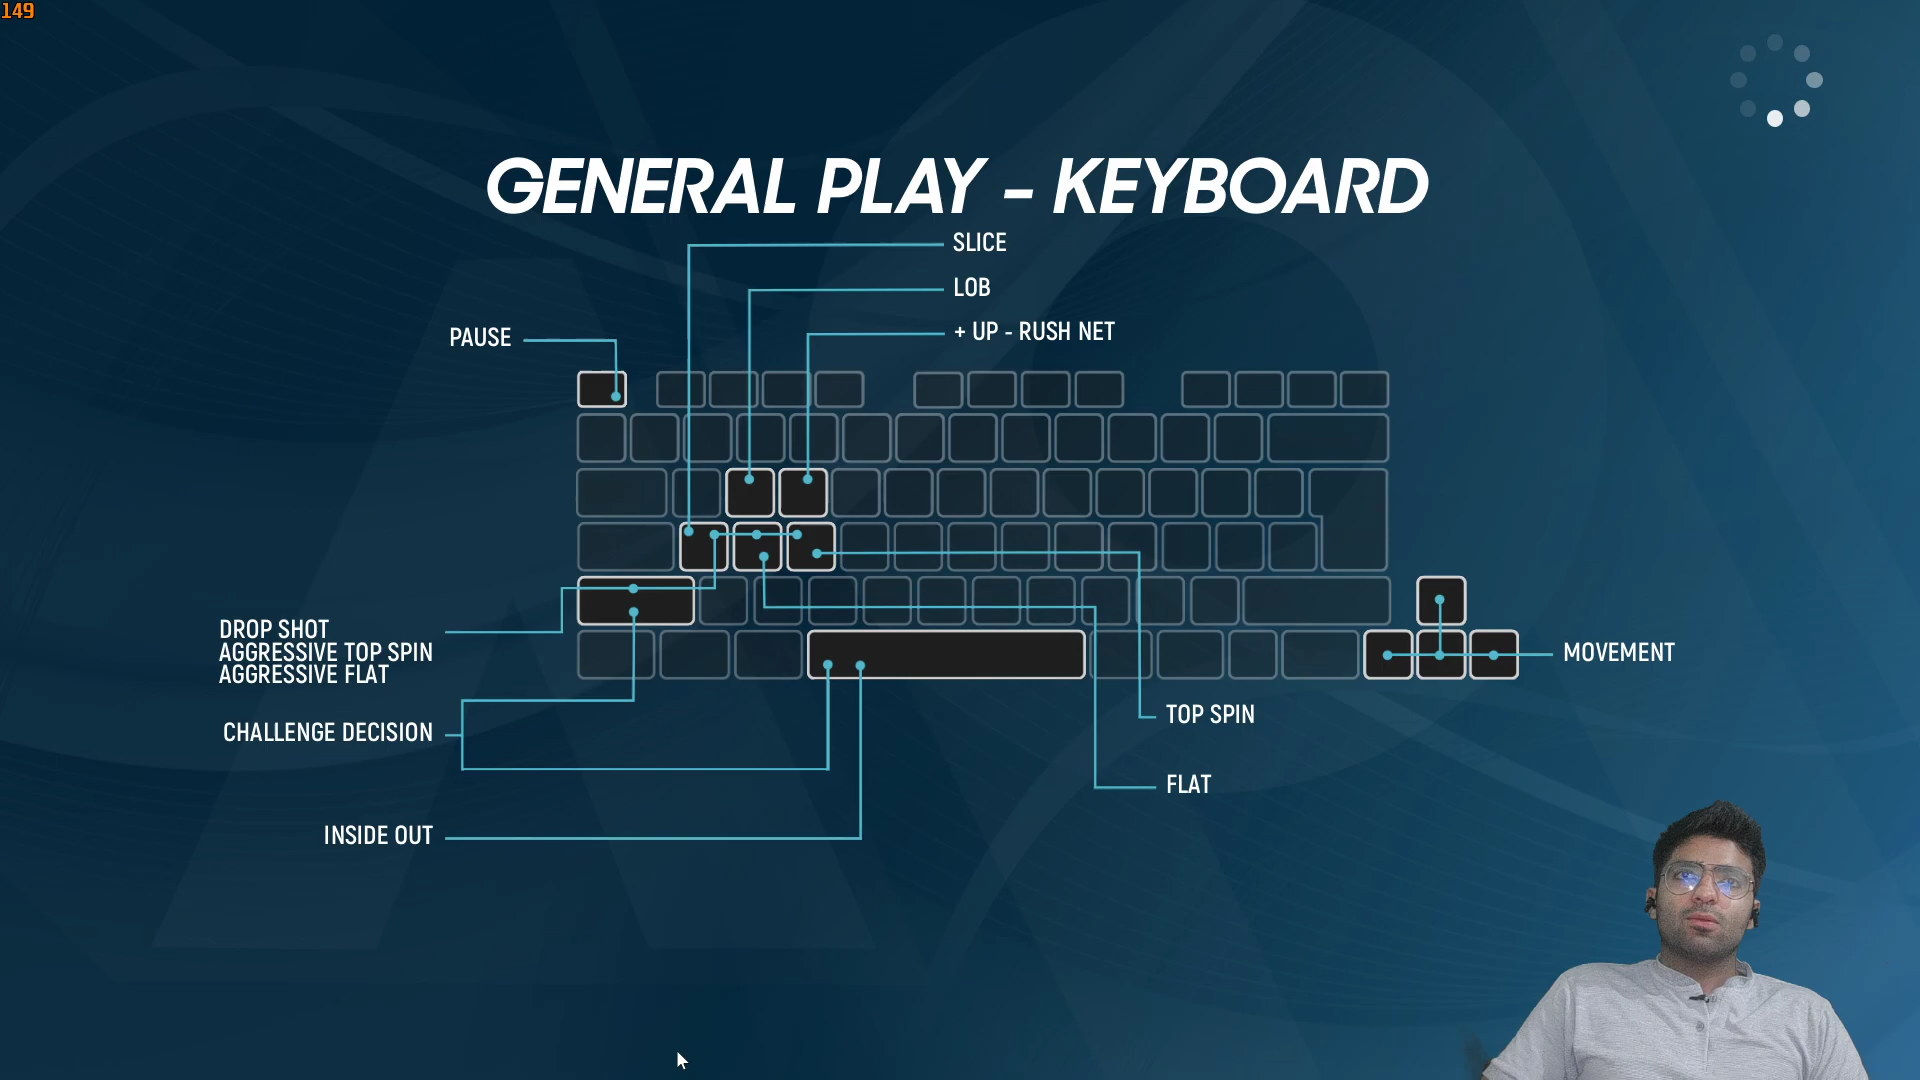 149
GENERAL PLAY - KEYBOARD
SLICE
LOB
+ UP - RUSH NET
PAUSE
DROP SHOT
AGGRESSIVE TOP SPIN
AGGRESSIVE FLAT
MOVEMENT
TOP SPIN
CHALLENGE DECISION
FLAT
INSIDE OUT